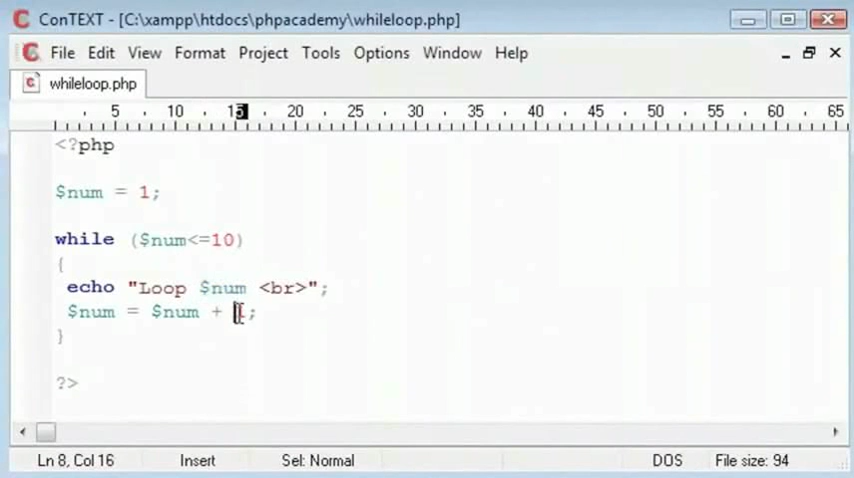 ConTEXT - [C:\xampp\htdocs\phpacademy\whileloop.php]
File Edit View Format Project Tools Options Window Help
whileloop.php
5 10 15 20 25 30 35 40 45 50 55 60 65
<?php
$num = 1;
while ($num<=10)
{
echo "Loop $num <br>";
$num = $num + 1;
}
?>
Ln 8, Col 16 Insert Sel: Normal DOS File size: 94